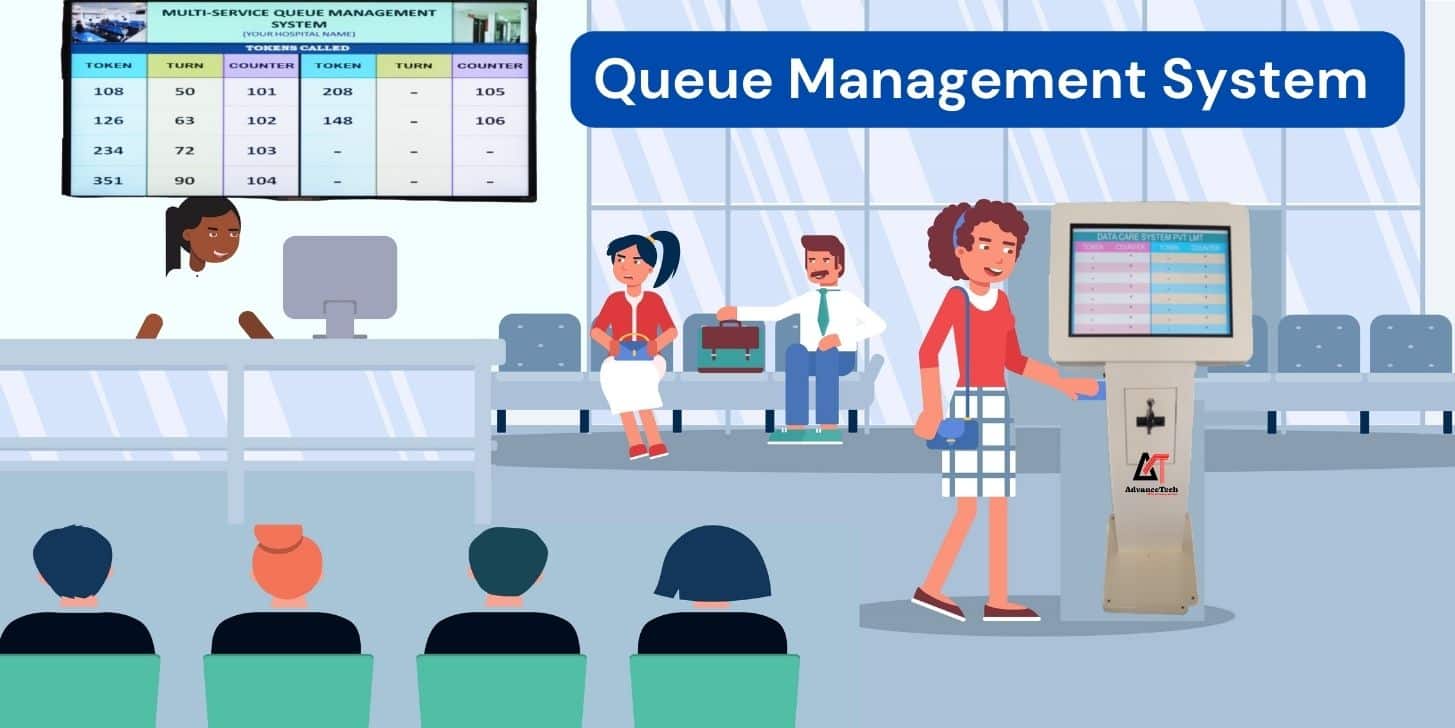 MULTI-SERVICE QUEUE MANAGEMENT
SYSTEM
(YOUR HOSPITAL NAME)
TOKENS CALLED
TOKEN TURN COUNTER TOKEN TURN COUNTER
108 50 101 208 - 105
126 63 102 148 - 106
234 72 103 - - -
351 90 104 - - -
Queue Management System
DATA CARE SYSTEM PVT LMT
TOKEN COUNTER TOKEN COUNTER
AdvanceTech